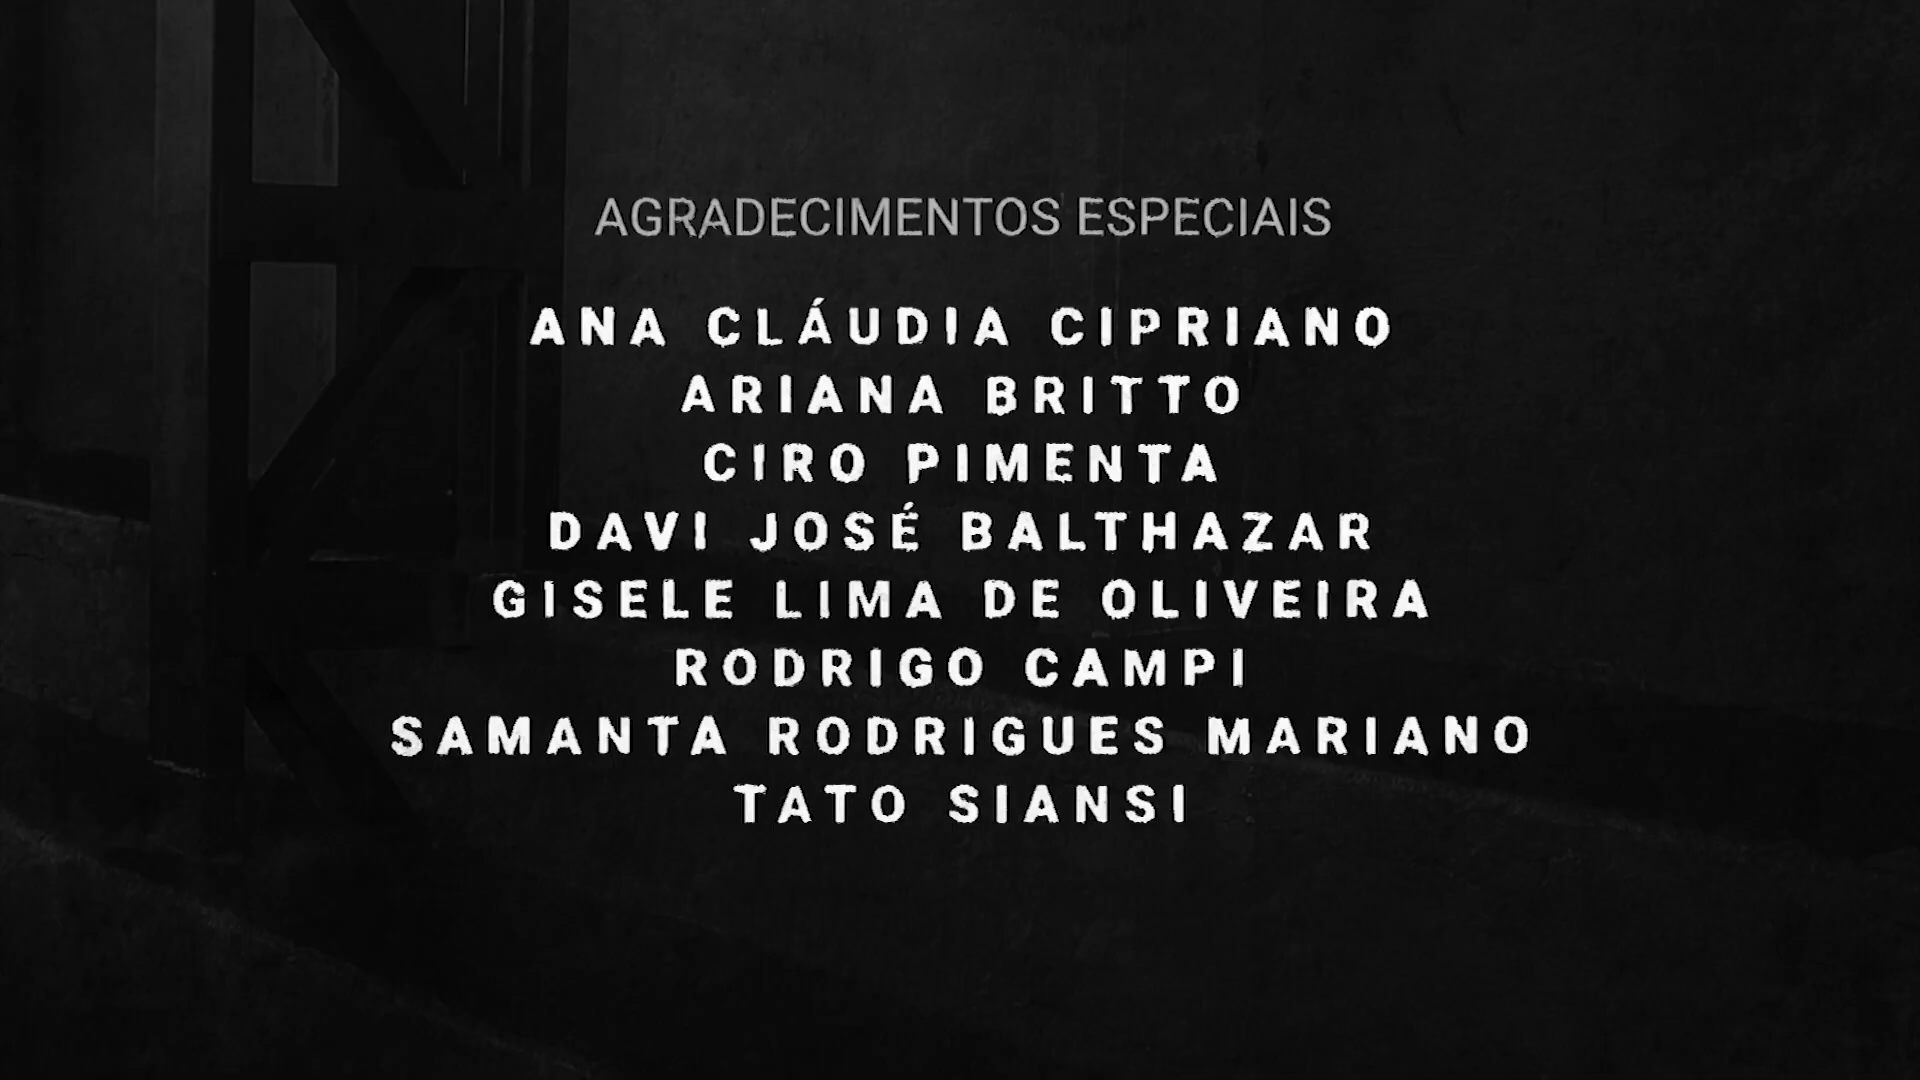 AGRADECIMENTOS ESPECIAIS
ANA CLÁUDIA CIPRIANO
ARIANA BRITTO
CIRO PIMENTA
DAVI JOSÉ BALTHAZAR
GISELE LIMA DE OLIVEIRA
RODRIGO CAMPI
SAMANTA RODRIGUES MARIANO
TATO SIANSI